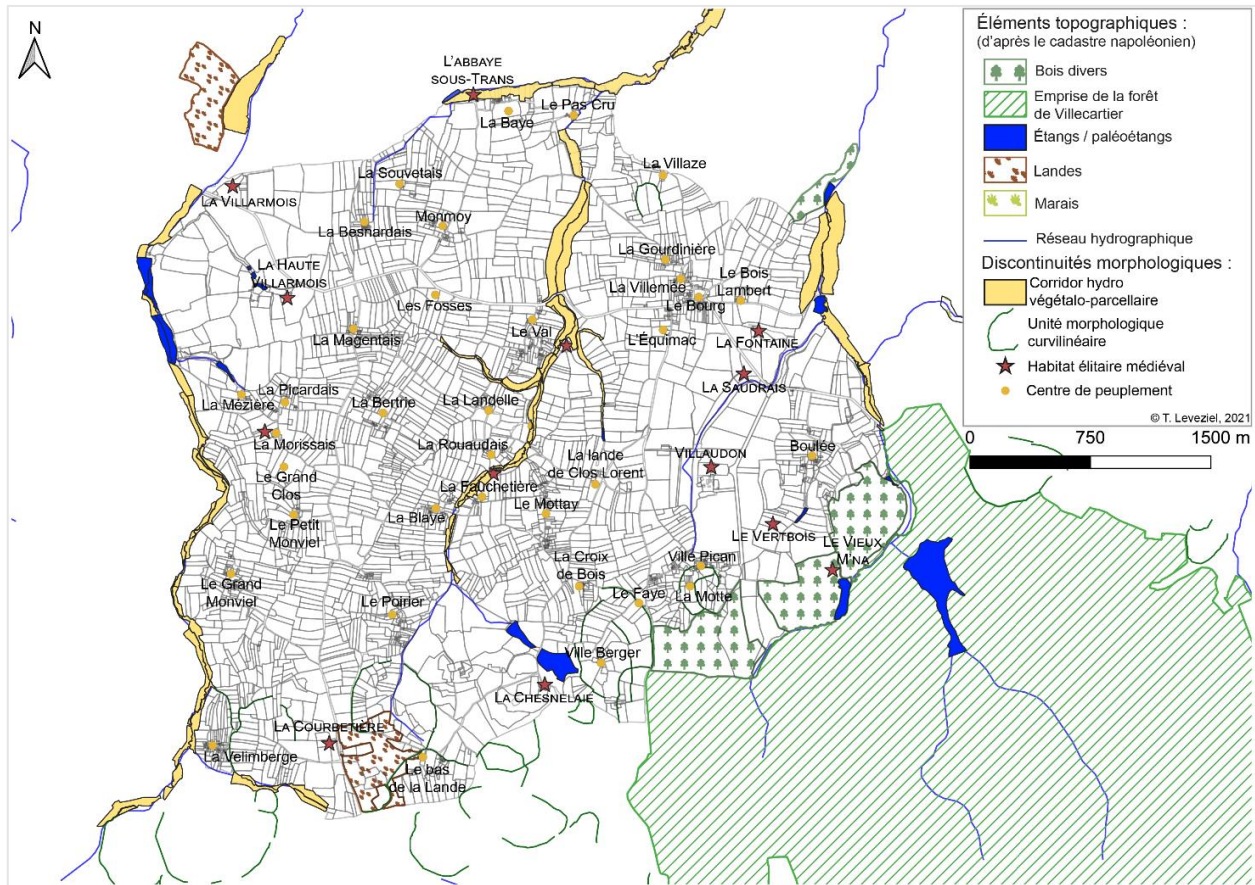 Éléments topographiques :
(d'après le cadastre napoléonien)
Bois divers
Emprise de la forêt
de Villecartier
Étangs / paléoétangs
Landes
Marais
Réseau hydrographique
Discontinuités morphologiques :
Corridor hydro
végétalo-parcellaire
Unité morphologique
curvilinéaire
Habitat élitaire médiéval
Centre de peuplement
© T. Leveziel, 2021
0 750 1500 m
N
L'ABBAYE
SOUS-TRANS
La Baye
Le Pas Cru
La Villaze
La Souvetais
LA VILLARMOIS
Monmoy
La Besnardais
La Gourdinière
LA HAUTE
VILLARMOIS
La Villemée
Le Bois
Lambert
Le Bourg
Les Fosses
Le Val
La Magentais
L'Équimac
LA FONTAINE
LA SAUDRAIS
La Picardais
La Mézière
La Bertrie
La Landelle
La Morissais
La Rouaudais
La lande
de Clos Lorent
VILLAUDON
Boulée
Le Grand
Clos
La Fauchetière
Le Mottay
La Blaye
Le Petit
Monviel
LE VERTBOIS
LE VIEUX
M'NA
La Croix
de Bois
Ville Pican
La Motte
Le Grand
Monviel
Le Faye
Le Poirier
Ville Berger
LA CHESNELAIE
LA COURBETIÈRE
La Velimberge
Le bas
de la Lande